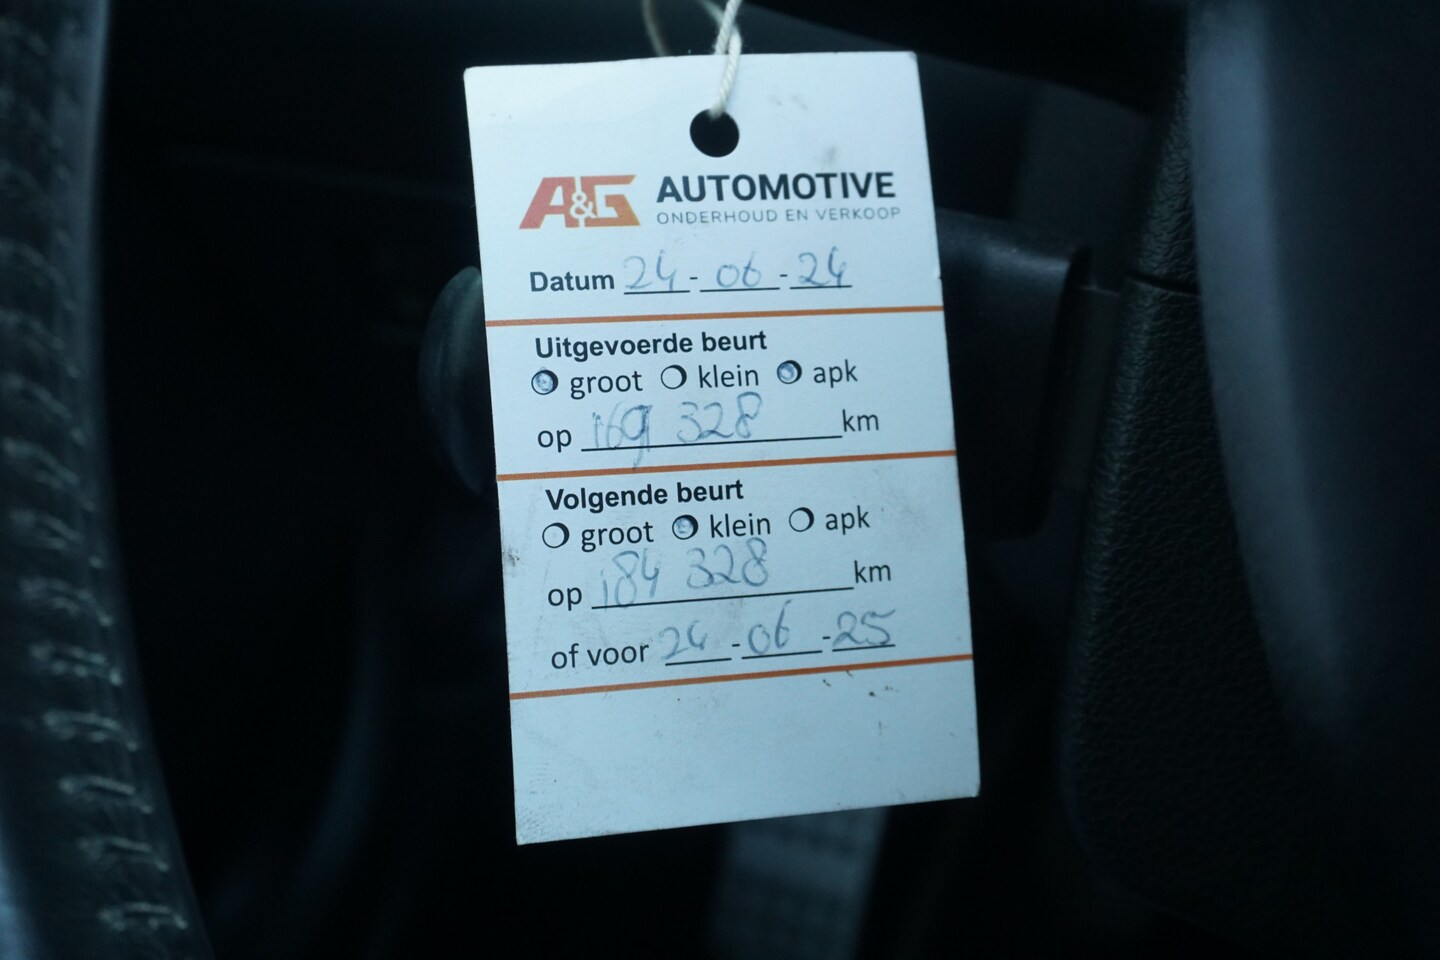 A&G AUTOMOTIVE
ONDERHOUD EN VERKOOP
Datum 24-06-24
Uitgevoerde beurt
groot klein apk
op 169 328 km
Volgende beurt
groot klein apk
op 184 328 km
of voor 24-06-25